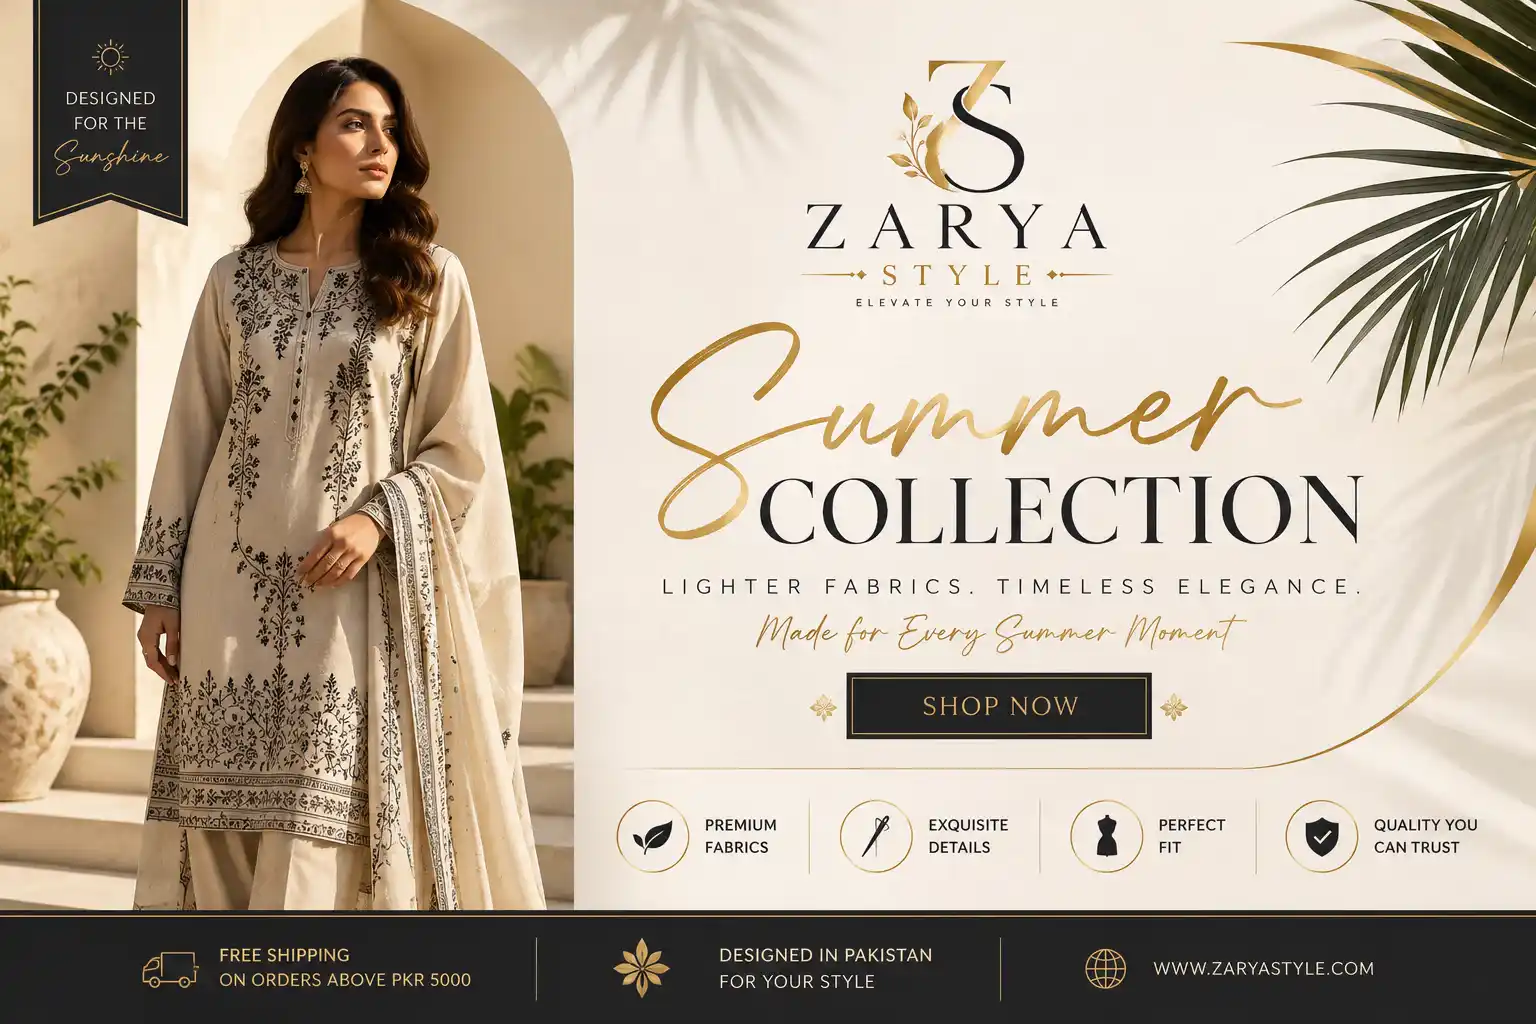 DESIGNED
FOR THE
Sunshine
ZS
ZARYA
STYLE
ELEVATE YOUR STYLE
Summer
COLLECTION
LIGHTER FABRICS. TIMELESS ELEGANCE.
Made for Every Summer Moment
SHOP NOW
PREMIUM
FABRICS
EXQUISITE
DETAILS
PERFECT
FIT
QUALITY YOU
CAN TRUST
FREE SHIPPING
ON ORDERS ABOVE PKR 5000
DESIGNED IN PAKISTAN
FOR YOUR STYLE
WWW.ZARYASTYLE.COM